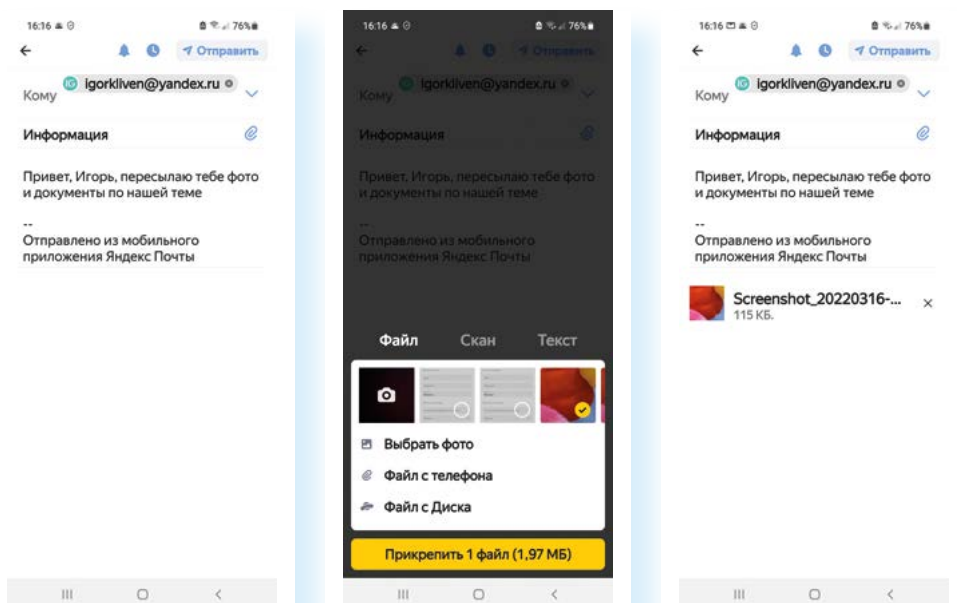 16:16
76%
Отправить
Кому
IG igorkliven@yandex.ru
Информация
Привет, Игорь, пересылаю тебе фото
и документы по нашей теме
--
Отправлено из мобильного
приложения Яндекс Почты
16:16
76%
Отправить
Кому
igorkliven@yandex.ru
Информация
Привет, Игорь, пересылаю тебе фото
и документы по нашей теме
--
Отправлено из мобильного
приложения Яндекс Почты
Файл Скан Текст
Выбрать фото
Файл с телефона
Файл с Диска
Прикрепить 1 файл (1,97 МБ)
16:16
76%
Отправить
Кому
IG igorkliven@yandex.ru
Информация
Привет, Игорь, пересылаю тебе фото
и документы по нашей теме
--
Отправлено из мобильного
приложения Яндекс Почты
Screenshot_20220316-...
115 КБ.